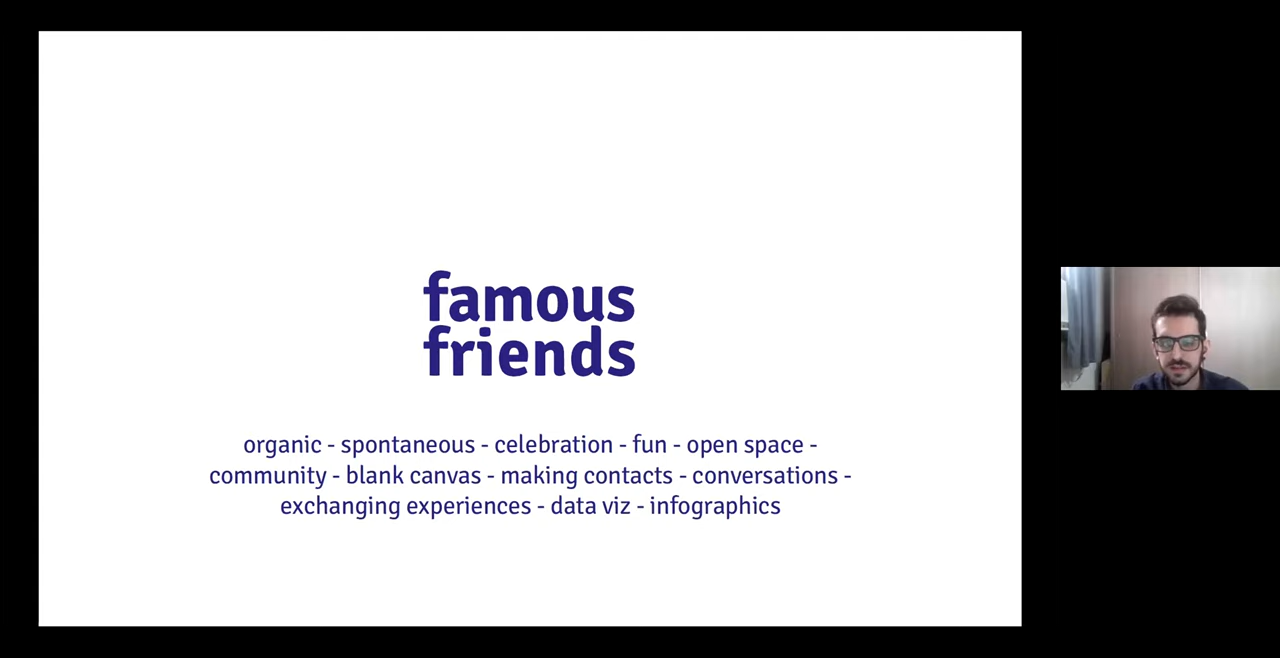 famous
friends
organic - spontaneous - celebration - fun - open space -
community - blank canvas - making contacts - conversations -
exchanging experiences - data viz - infographics